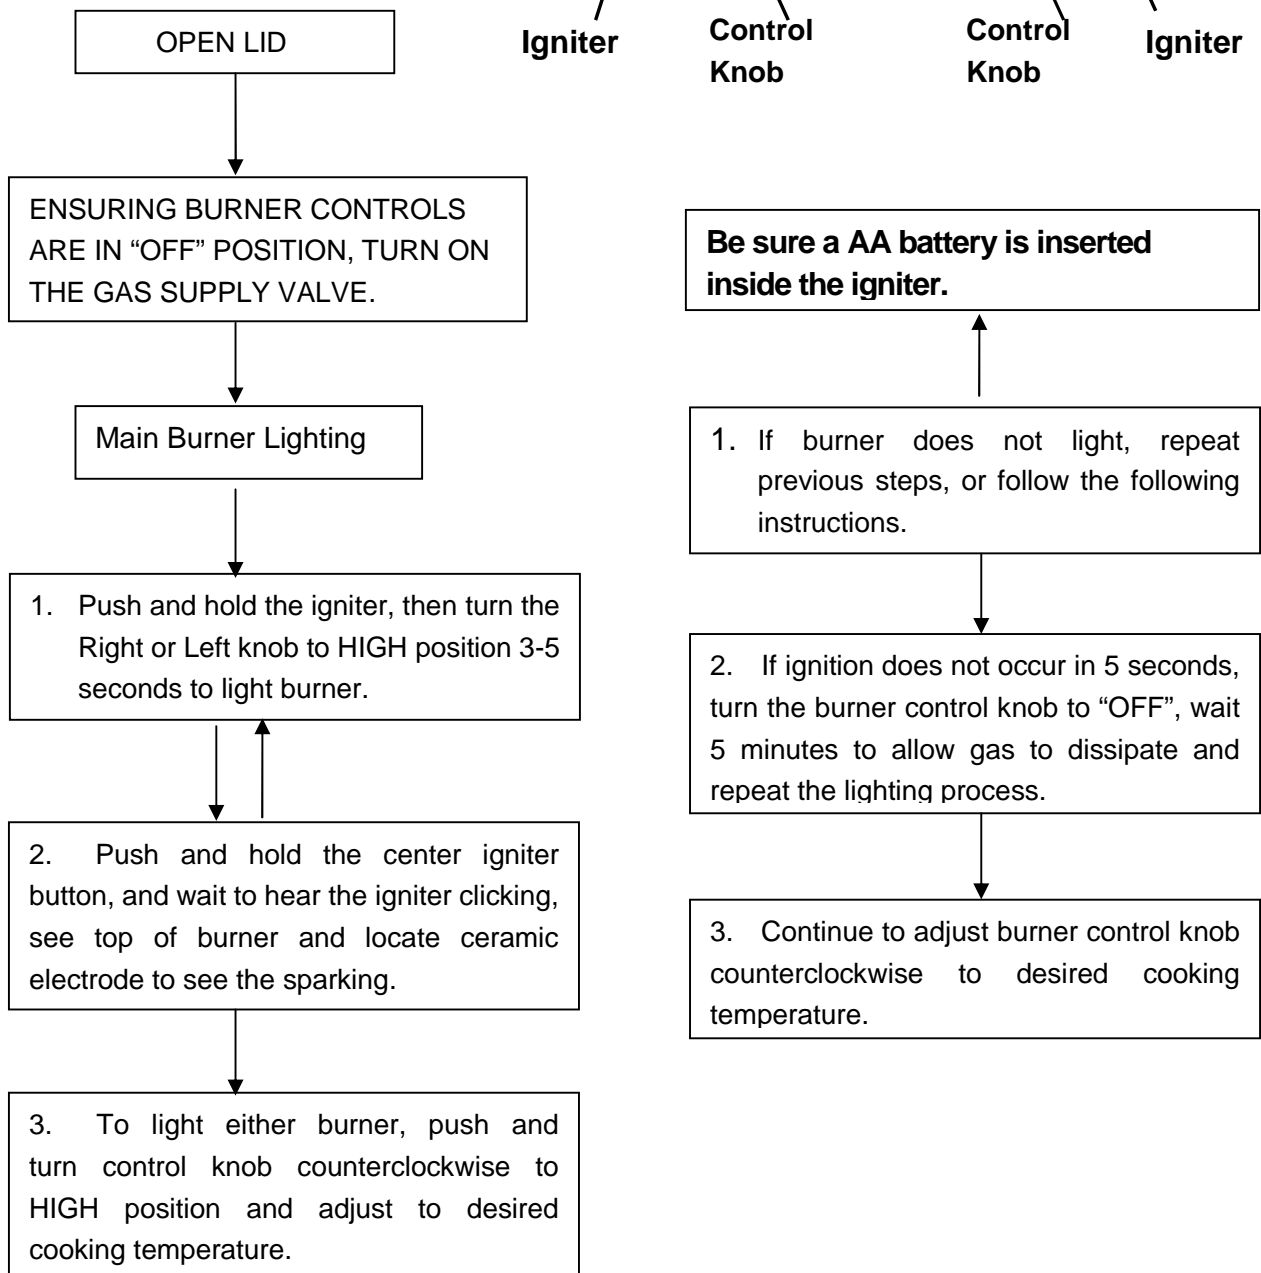 OPEN LID
Igniter
Control
Knob
Control
Knob
Igniter
ENSURING BURNER CONTROLS
ARE IN “OFF” POSITION, TURN ON
THE GAS SUPPLY VALVE.
Main Burner Lighting
1. Push and hold the igniter, then turn the
Right or Left knob to HIGH position 3-5
seconds to light burner.
2. Push and hold the center igniter
button, and wait to hear the igniter clicking,
see top of burner and locate ceramic
electrode to see the sparking.
3. To light either burner, push and
turn control knob counterclockwise to
HIGH position and adjust to desired
cooking temperature.
Be sure a AA battery is inserted
inside the igniter.
1. If burner does not light, repeat
previous steps, or follow the following
instructions.
2. If ignition does not occur in 5 seconds,
turn the burner control knob to “OFF”, wait
5 minutes to allow gas to dissipate and
repeat the lighting process.
3. Continue to adjust burner control knob
counterclockwise to desired cooking
temperature.